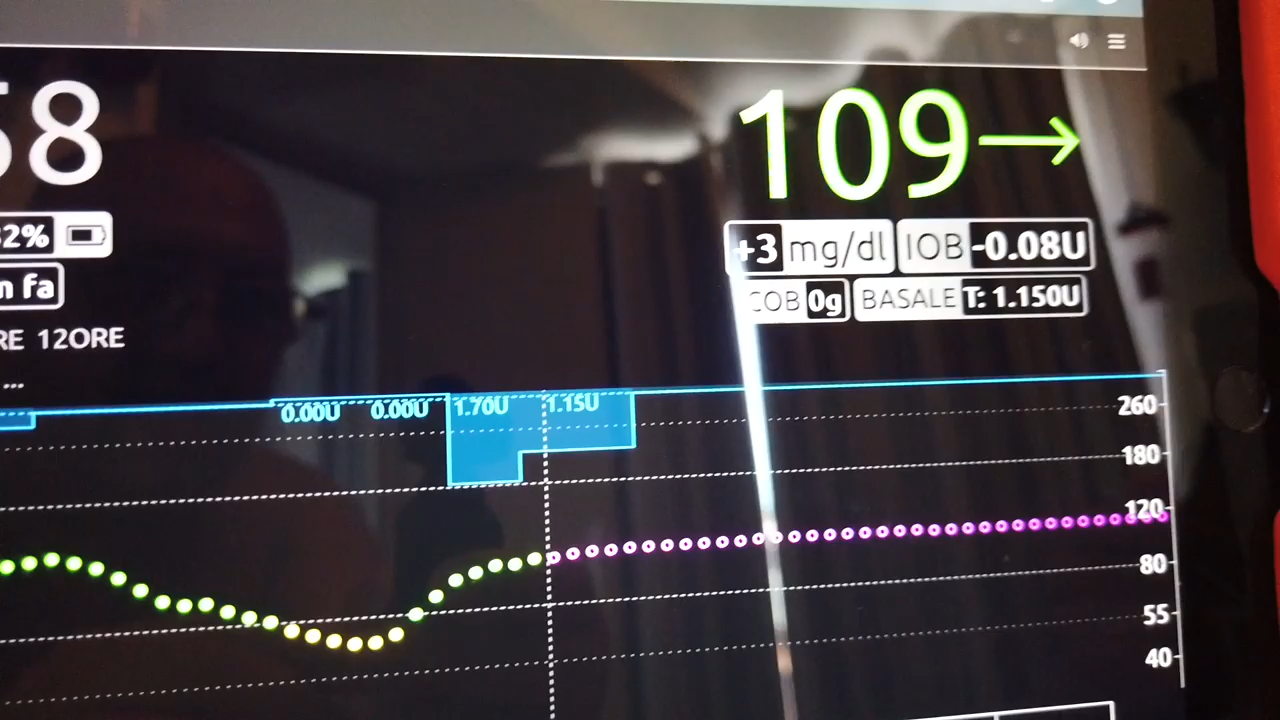 58 109→
32% +3 mg/dl IOB -0.08U
n fa COB 0g BASALE T: 1.150U
RE 12ORE
...
0.00U 0.00U 1.70U 1.15U
260
180
120
80
55
40